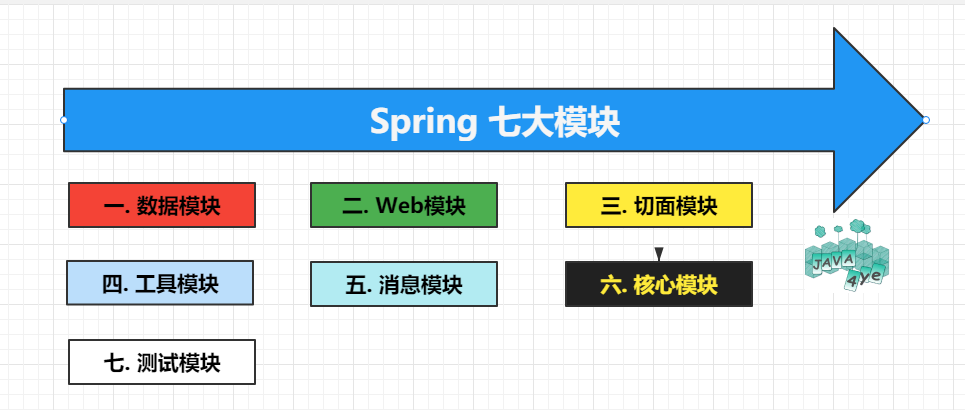 Spring 七大模块
一. 数据模块
二. Web模块
三. 切面模块
JAVA
4ye
四. 工具模块
五. 消息模块
六. 核心模块
七. 测试模块